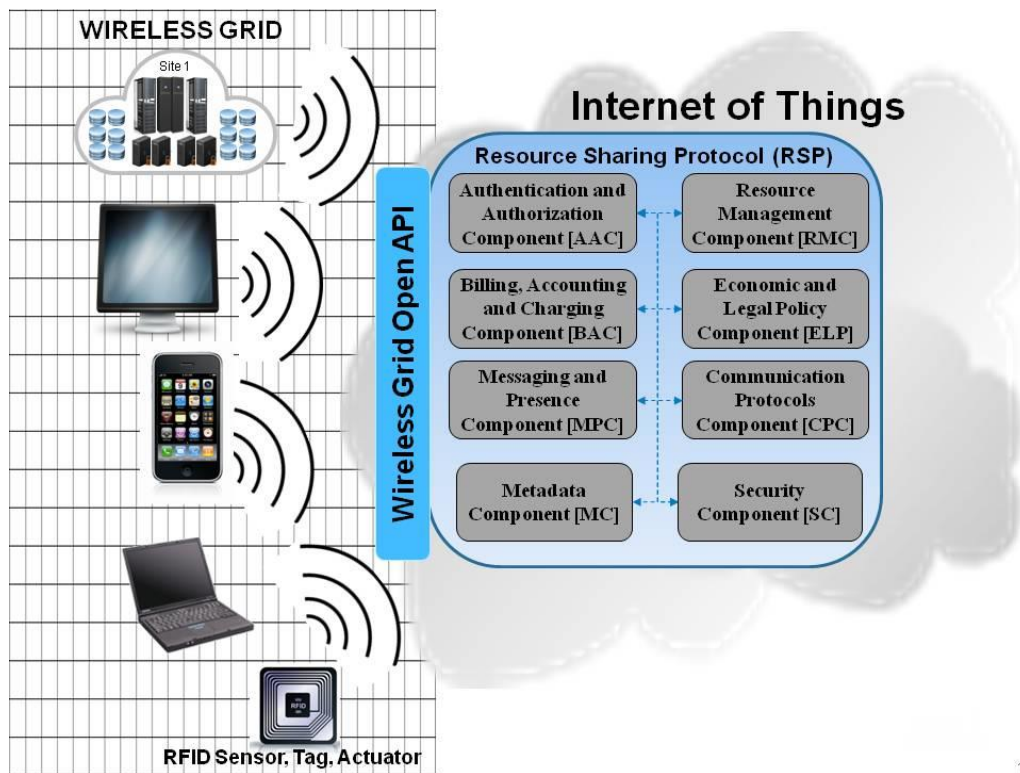 WIRELESS GRID
Site 1
RFID
RFID Sensor, Tag, Actuator
Wireless Grid Open API
Internet of Things
Resource Sharing Protocol (RSP)
Authentication and
Authorization
Component [AAC]
Resource
Management
Component [RMC]
Billing, Accounting
and Charging
Component [BAC]
Economic and
Legal Policy
Component [ELP]
Messaging and
Presence
Component [MPC]
Communication
Protocols
Component [CPC]
Metadata
Component [MC]
Security
Component [SC]